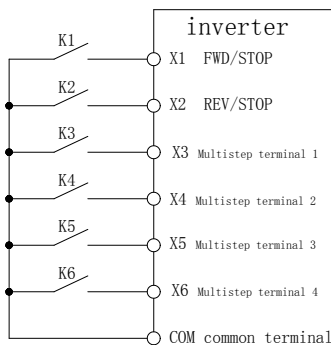 inverter
K1
X1 FWD/STOP
K2
X2 REV/STOP
K3
X3 Multistep terminal 1
K4
X4 Multistep terminal 2
K5
X5 Multistep terminal 3
K6
X6 Multistep terminal 4
COM common terminal